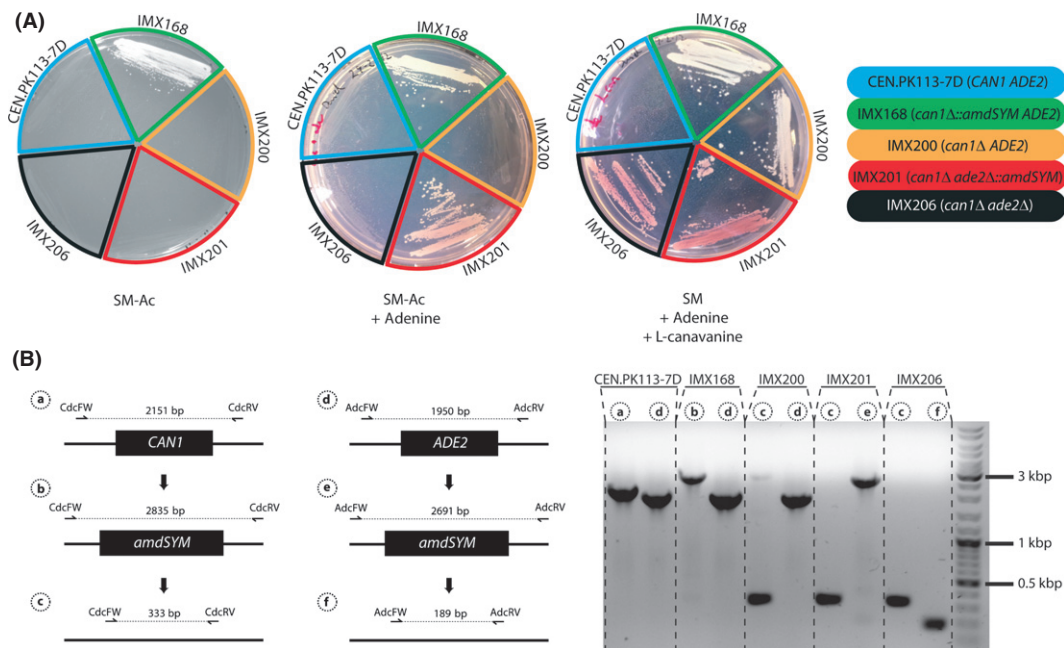 (A)
CEN.PK113-7D
IMX168
IMX200
IMX201
IMX206
SM-Ac
CEN.PK113-7D
IMX168
IMX200
IMX201
IMX206
SM-Ac
+ Adenine
CEN.PK113-7D
IMX168
IMX200
IMX201
IMX206
SM
+ Adenine
+ L-canavanine
CEN.PK113-7D (CAN1 ADE2)
IMX168 (can1Δ::amdSYM ADE2)
IMX200 (can1Δ ADE2)
IMX201 (can1Δ ade2Δ::amdSYM)
IMX206 (can1Δ ade2Δ)
(B)
a
CdcFW
2151 bp
CdcRV
CAN1
b
CdcFW
2835 bp
CdcRV
amdSYM
c
CdcFW
333 bp
CdcRV
d
AdcFW
1950 bp
AdcRV
ADE2
e
AdcFW
2691 bp
AdcRV
amdSYM
f
AdcFW
189 bp
AdcRV
CEN.PK113-7D IMX168 IMX200 IMX201 IMX206
a d b d c d c e c f
3 kbp
1 kbp
0.5 kbp